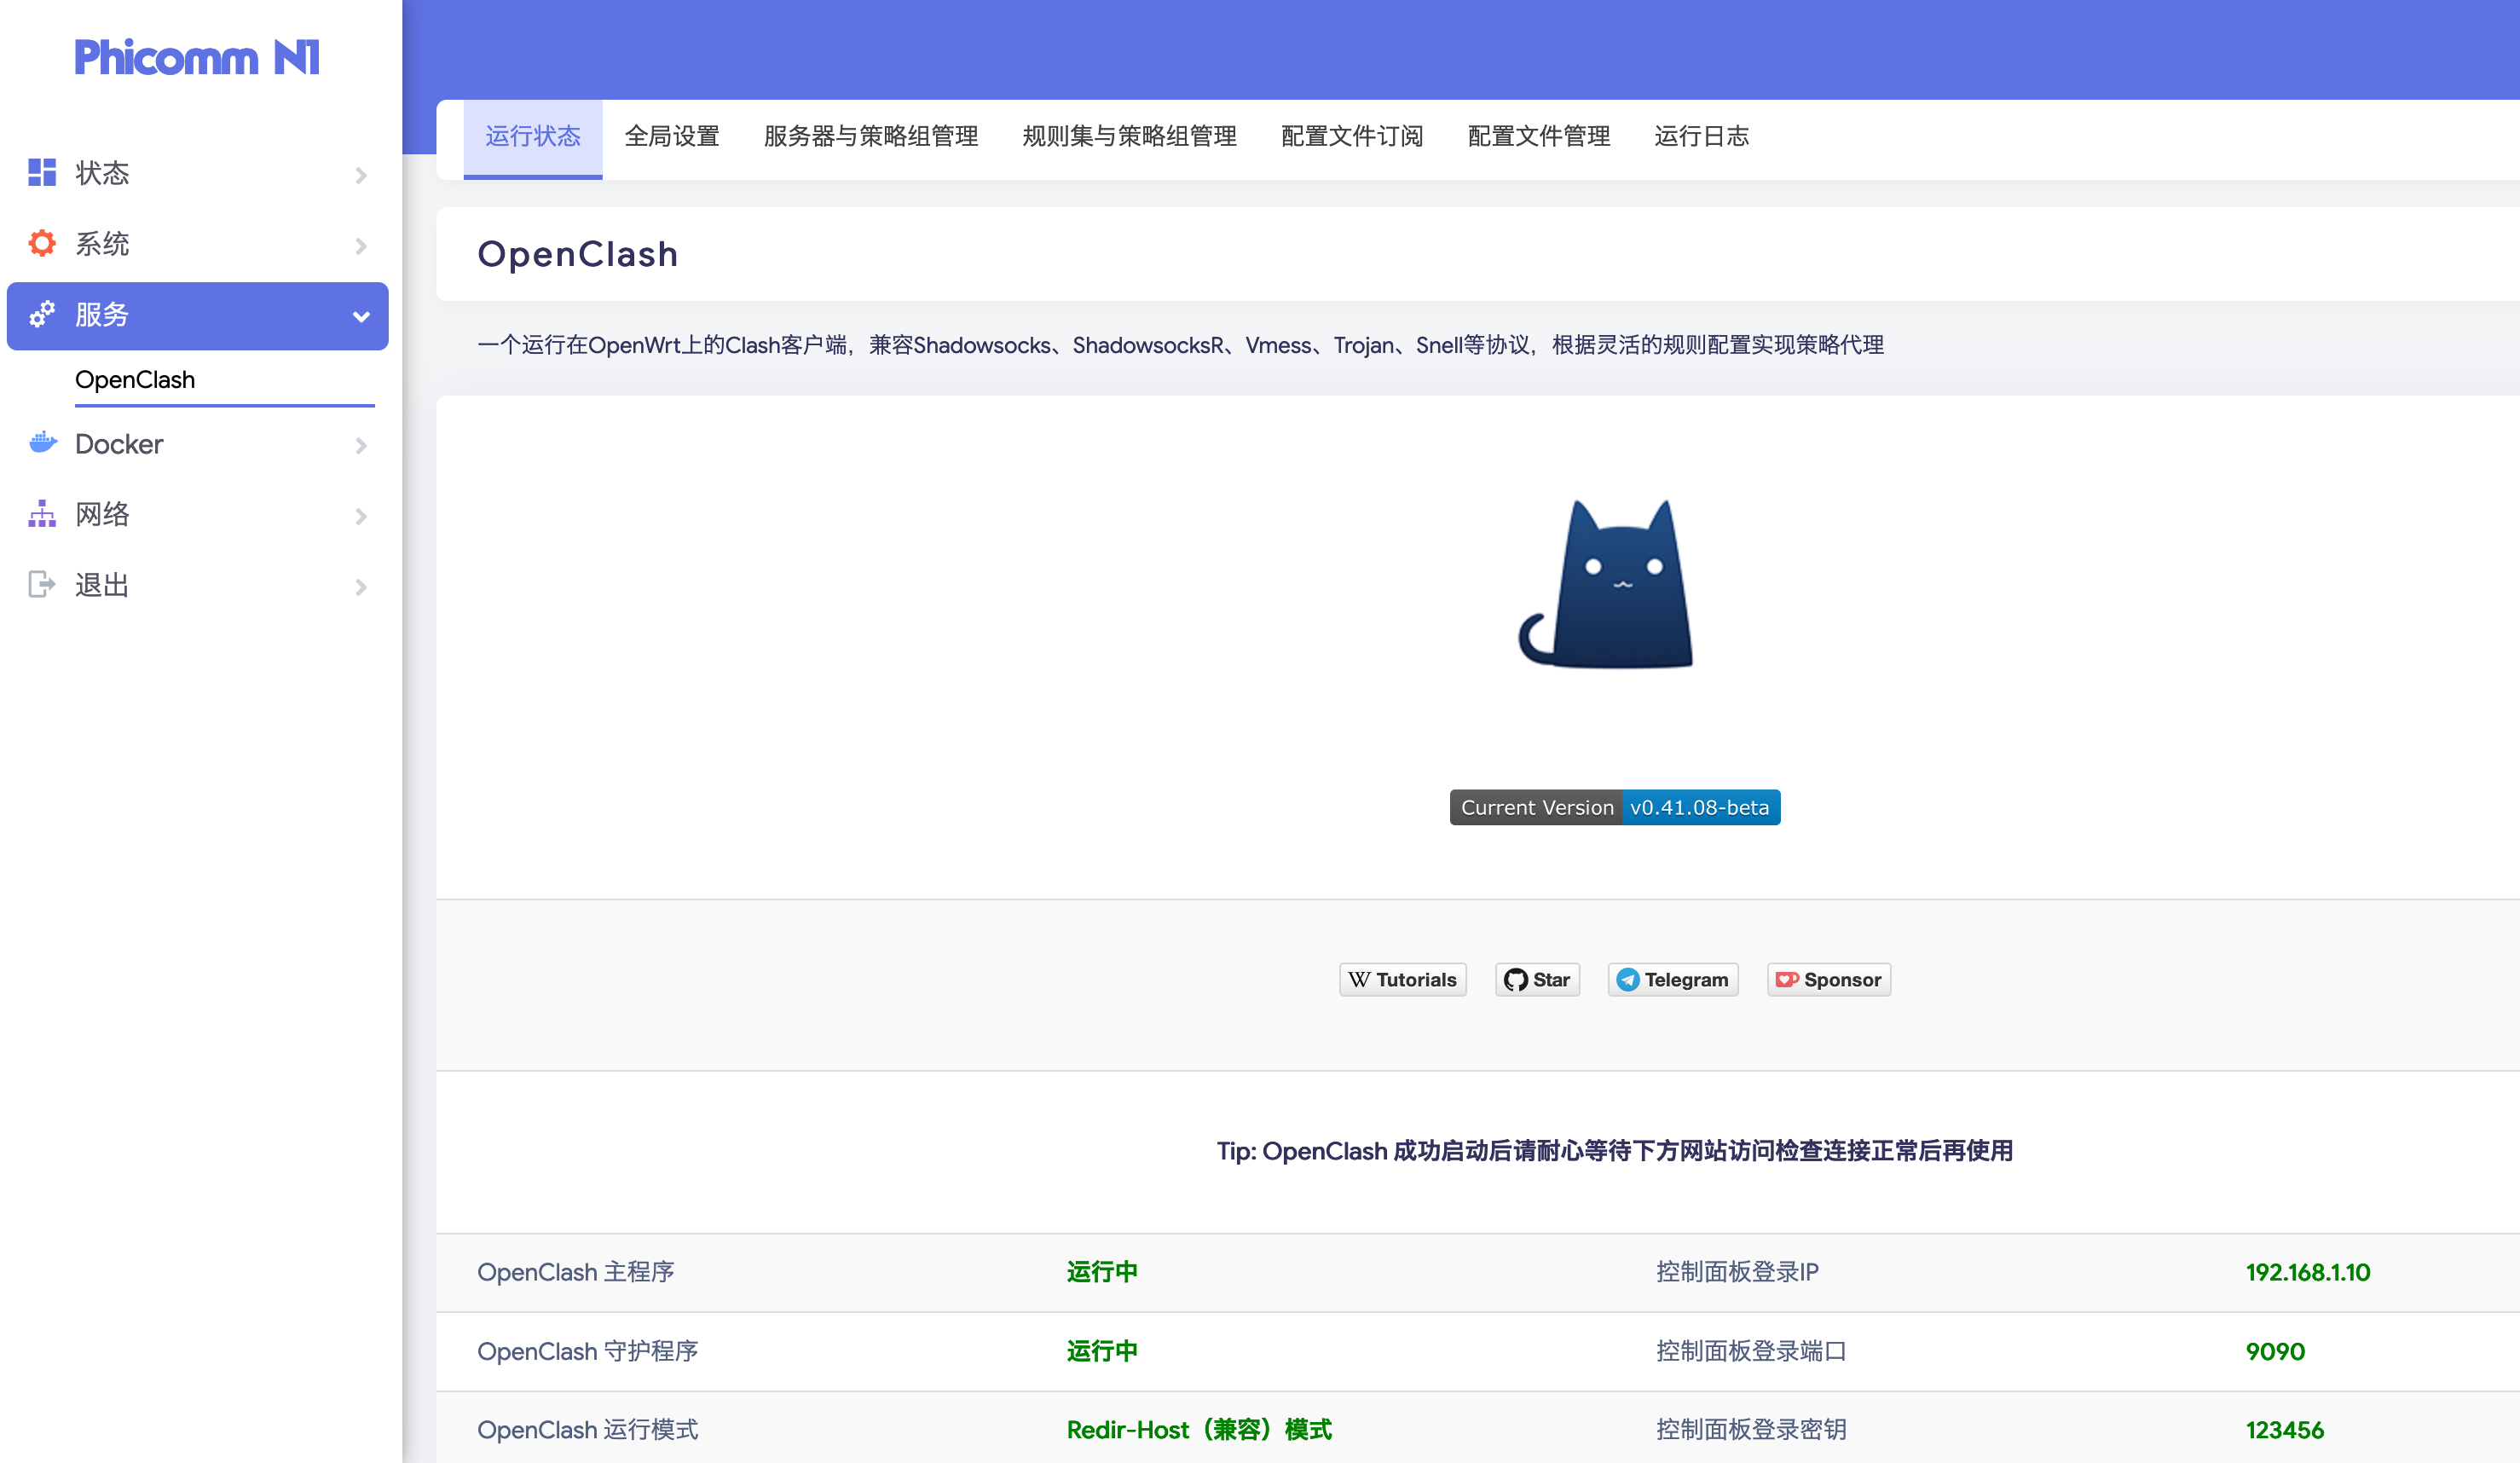 Phicomm N1
状态
系统
服务
OpenClash
Docker
网络
退出
运行状态 全局设置 服务器与策略组管理 规则集与策略组管理 配置文件订阅 配置文件管理 运行日志
OpenClash
一个运行在OpenWrt上的Clash客户端，兼容Shadowsocks、ShadowsocksR、Vmess、Trojan、Snell等协议，根据灵活的规则配置实现策略代理
Current Version v0.41.08-beta
Tutorials Star Telegram Sponsor
Tip: OpenClash 成功启动后请耐心等待下方网站访问检查连接正常后再使用
OpenClash 主程序 运行中 控制面板登录IP 192.168.1.10
OpenClash 守护程序 运行中 控制面板登录端口 9090
OpenClash 运行模式 Redir-Host（兼容）模式 控制面板登录密钥 123456